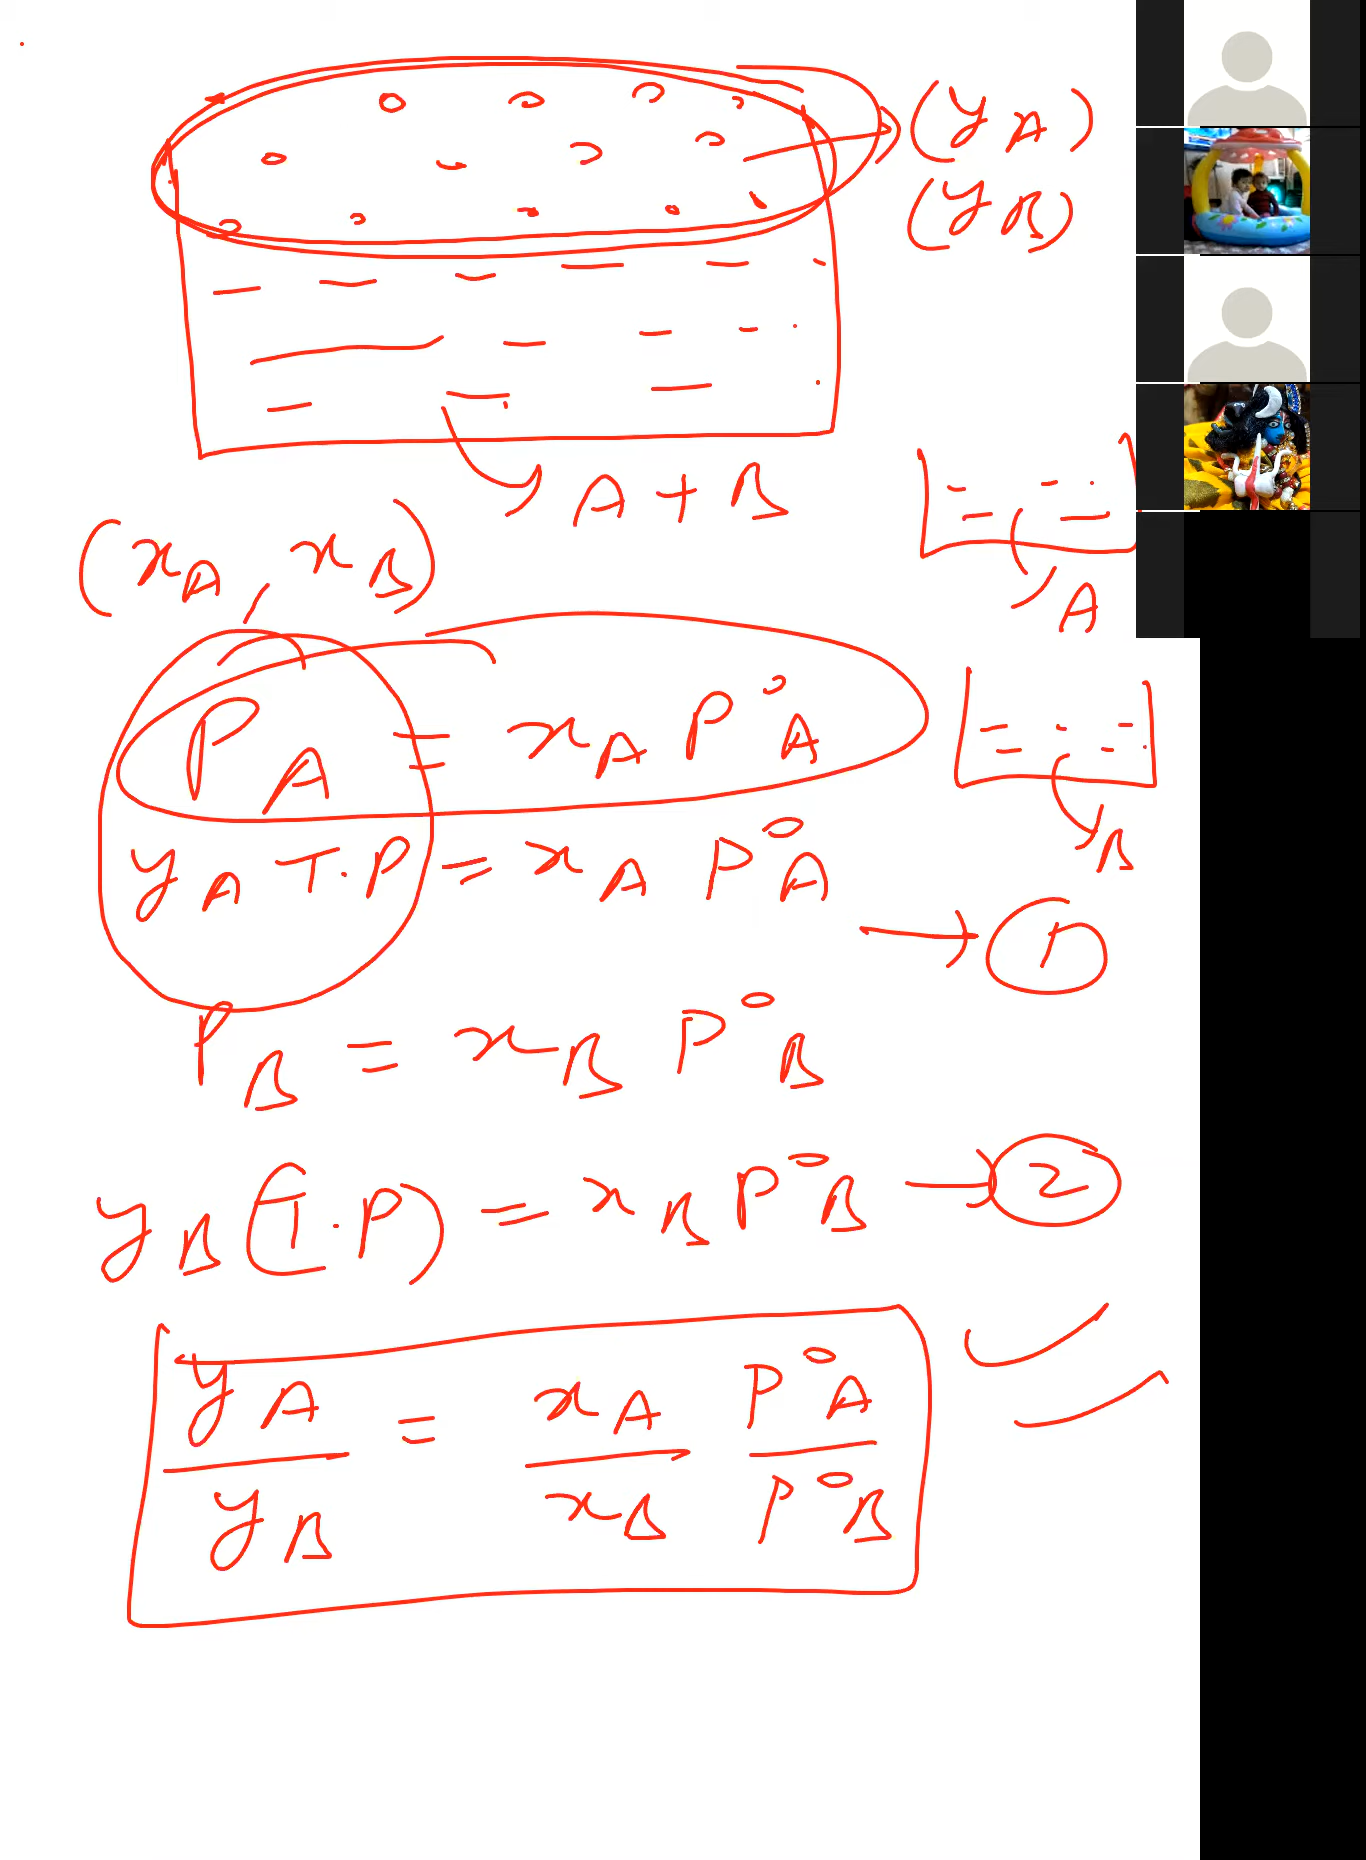 (yA)
(yB)
A + B
(xA, xB)
A
PA = xA P°A
B
yA T.P = xA P°A → 1
PB = xB P°B
yB (T.P) = xB P°B → 2
yA/yB = xA/xB P°A/P°B